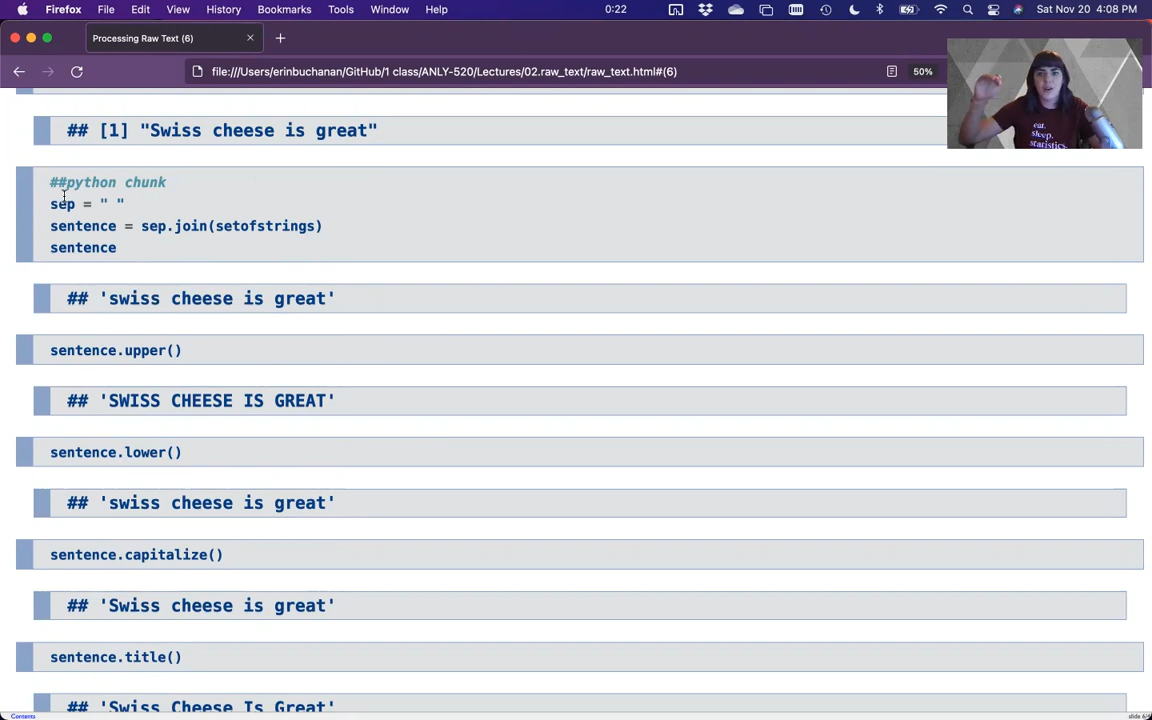 Firefox File Edit View History Bookmarks Tools Window Help 0:22 Sat Nov 20 4:08 PM
Processing Raw Text (6)
file:///Users/erinbuchanan/GitHub/1 class/ANLY-520/Lectures/02.raw_text/raw_text.html#(6) 50%
## [1] "Swiss cheese is great"
eat.
sleep.
statistics.
##python chunk
sep = " "
sentence = sep.join(setofstrings)
sentence
## 'swiss cheese is great'
sentence.upper()
## 'SWISS CHEESE IS GREAT'
sentence.lower()
## 'swiss cheese is great'
sentence.capitalize()
## 'Swiss cheese is great'
sentence.title()
## 'Swiss Cheese Is Great'
Contents